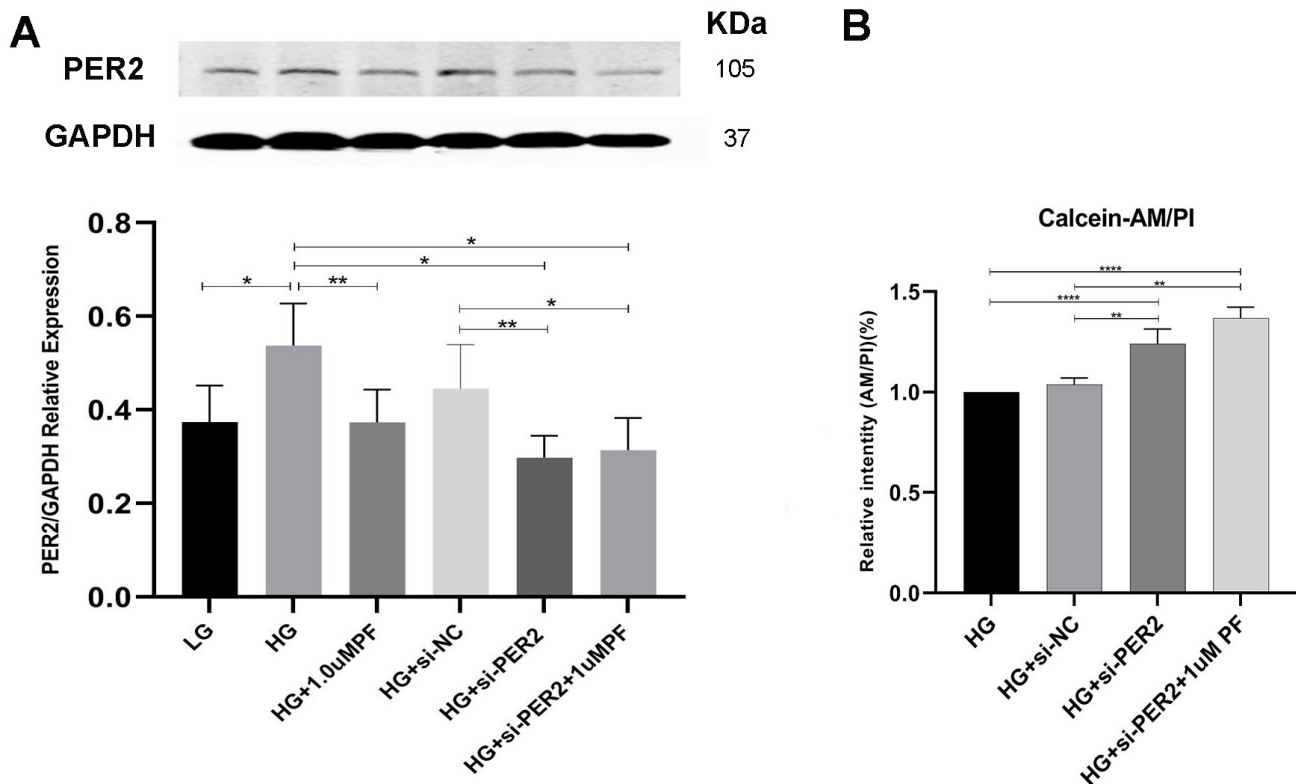 A
KDa
B
PER2
105
GAPDH
37
PER2/GAPDH Relative Expression
0.8
0.6
0.4
0.2
0.0
*
*
*
**
*
**
LG
HG
HG+1.0uMPF
HG+si-NC
HG+si-PER2
HG+si-PER2+1uMPF
Calcein-AM/PI
Relative intentity (AM/PI)(%)
1.5
1.0
0.5
0.0
****
**
****
**
HG
HG+si-NC
HG+si-PER2
HG+si-PER2+1uM PF